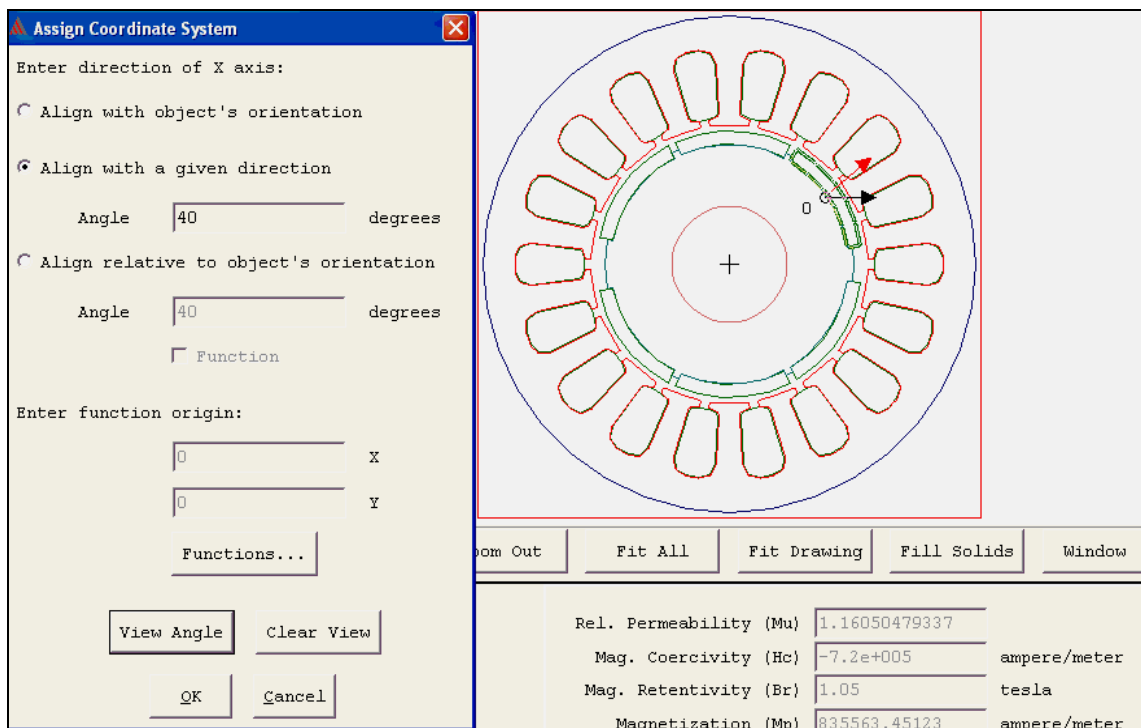 Assign Coordinate System
Enter direction of X axis:
Align with object's orientation
Align with a given direction
Angle 40 degrees
Align relative to object's orientation
Angle 40 degrees
Function
Enter function origin:
0 X
0 Y
Functions...
View Angle Clear View
OK Cancel
0
oom Out Fit All Fit Drawing Fill Solids Window
Rel. Permeability (Mu) 1.16050479337
Mag. Coercivity (Hc) -7.2e+005 ampere/meter
Mag. Retentivity (Br) 1.05 tesla
Magnetization (Mp) 835563.45123 ampere/meter